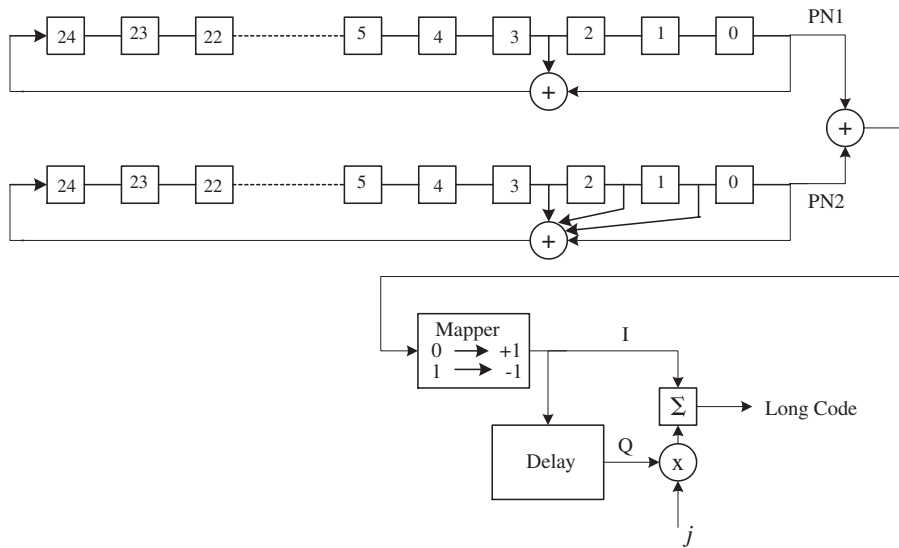 24 23 22 5 4 3 2 1 0 PN1
+
+
24 23 22 5 4 3 2 1 0 PN2
+
Mapper
0 +1
1 -1
I
Σ Long Code
Delay Q x
j